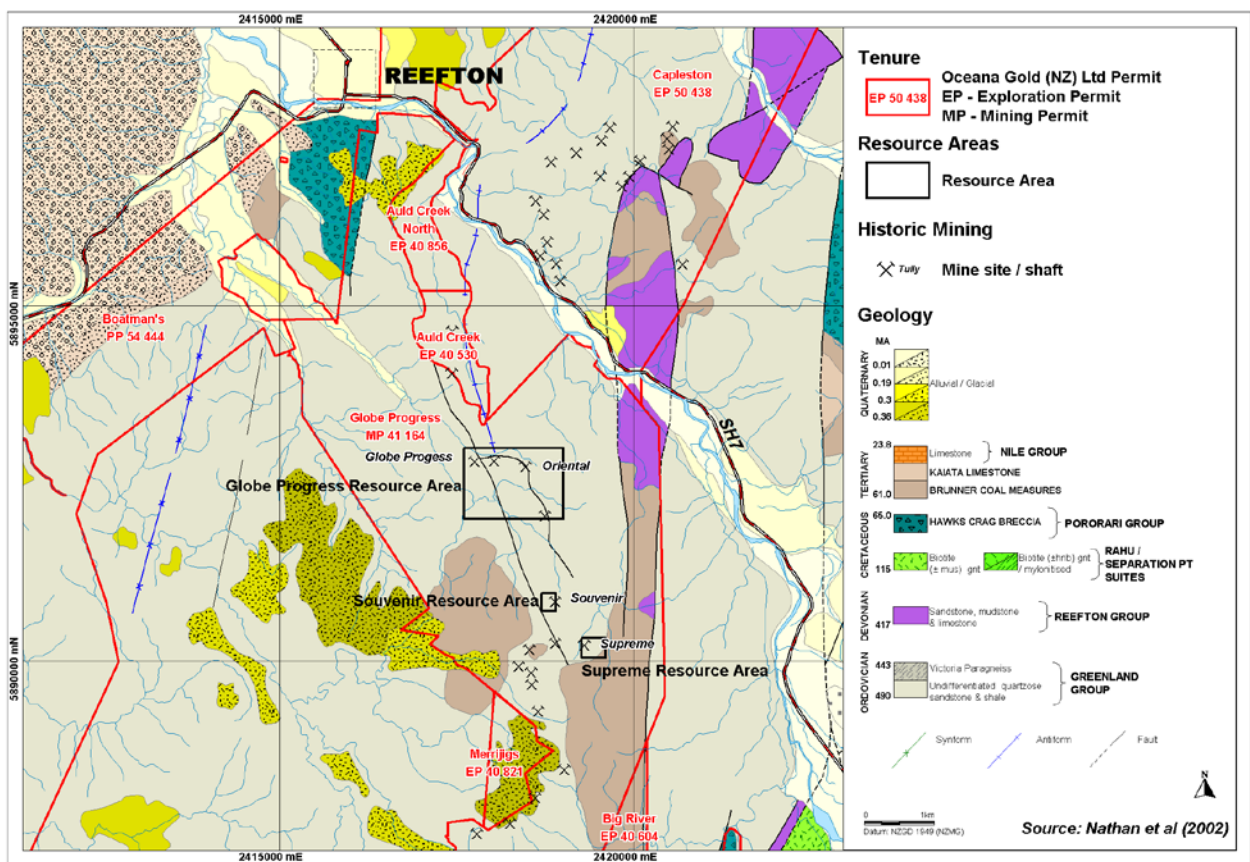 2415000 mE
2420000 mE
REEFTON
Capleston
EP 50 438
Auld Creek
North
EP 40 856
5895000 mN
Boatman's
PP 54 444
Auld Creek
EP 40 530
Globe Progress
MP 41 164
SH7
Globe Progess
Oriental
Globe Progress Resource Area
Souvenir Resource Area
Souvenir
Supreme
5890000 mN
Supreme Resource Area
Merrijigs
EP 40 821
Big River
EP 40 604
2415000 mE
2420000 mE
Tenure
EP 50 438
Oceana Gold (NZ) Ltd Permit
EP - Exploration Permit
MP - Mining Permit
Resource Areas
Resource Area
Historic Mining
Tully
Mine site / shaft
Geology
MA
QUATERNARY
0.01
0.19
0.3
0.36
Alluvial / Glacial
TERTIARY
23.8
Limestone
NILE GROUP
KAIATA LIMESTONE
61.0
BRUNNER COAL MEASURES
CRETACEOUS
65.0
HAWKS CRAG BRECCIA
PORORARI GROUP
115
Biotite
(± mus) gnt
Biotite (±hnb) gnt
/ mylonitised
RAHU /
SEPARATION PT
SUITES
DEVONIAN
417
Sandstone, mudstone
& limestone
REEFTON GROUP
ORDOVICIAN
443
Victoria Paragneiss
490
Undifferentiated quartzose
sandstone & shale
GREENLAND
GROUP
Synform
Antiform
Fault
N
0
1km
Datum: NZGD 1949 (NZMG)
Source: Nathan et al (2002)